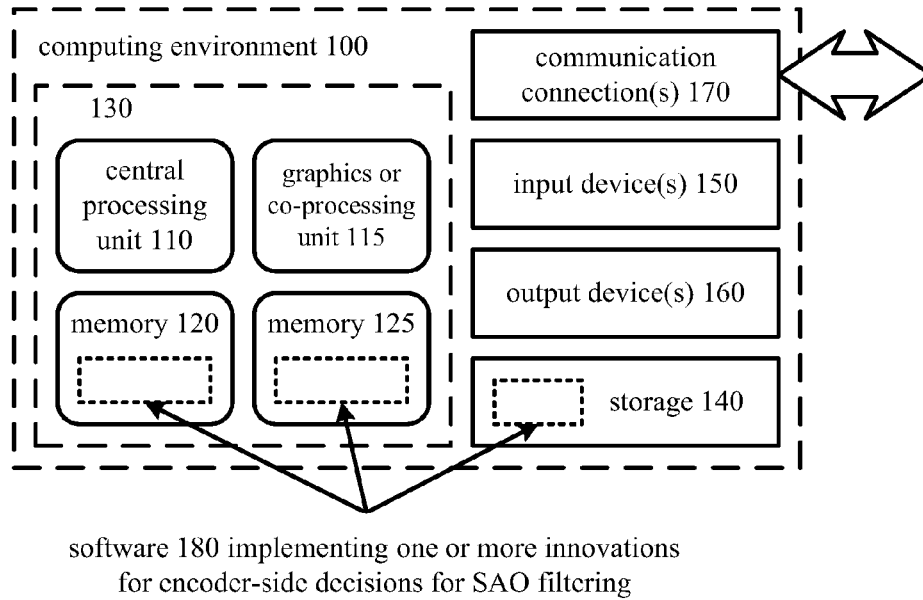 computing environment 100
130
central
processing
unit 110
graphics or
co-processing
unit 115
memory 120
memory 125
communication
connection(s) 170
input device(s) 150
output device(s) 160
storage 140
software 180 implementing one or more innovations
for encoder-side decisions for SAO filtering